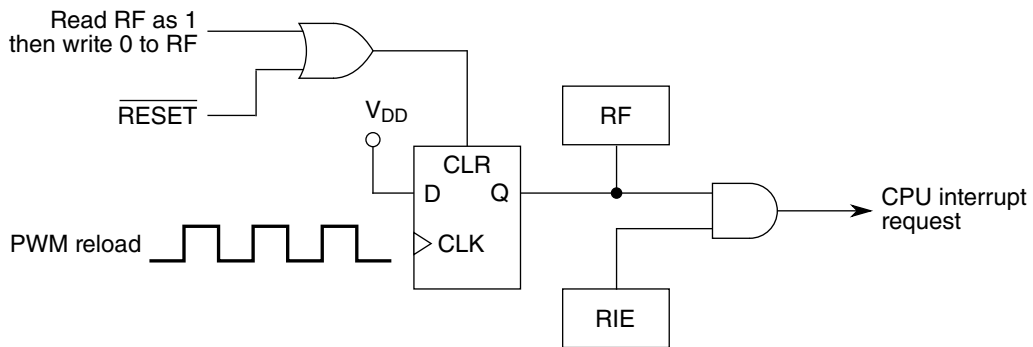 Read RF as 1
then write 0 to RF
RESET
VDD
CLR
D
Q
CLK
PWM reload
RF
RIE
CPU interrupt
request